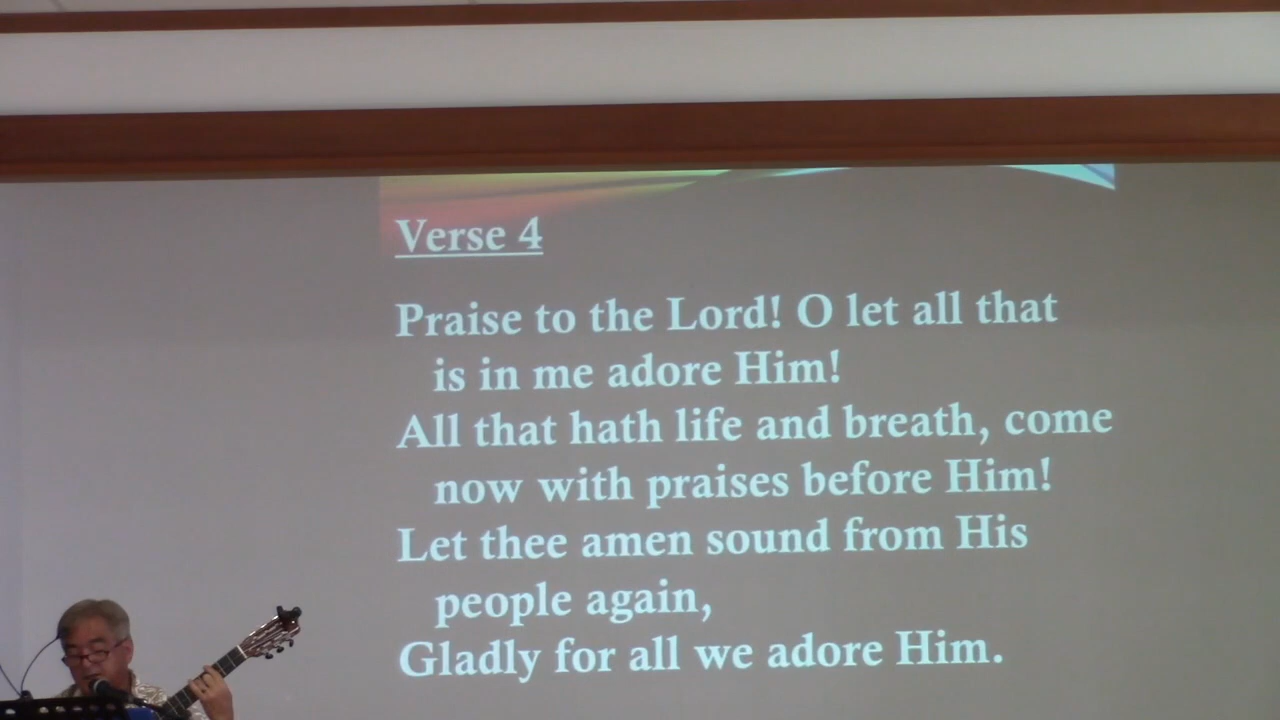 Verse 4
Praise to the Lord! O let all that
is in me adore Him!
All that hath life and breath, come
now with praises before Him!
Let thee amen sound from His
people again,
Gladly for all we adore Him.